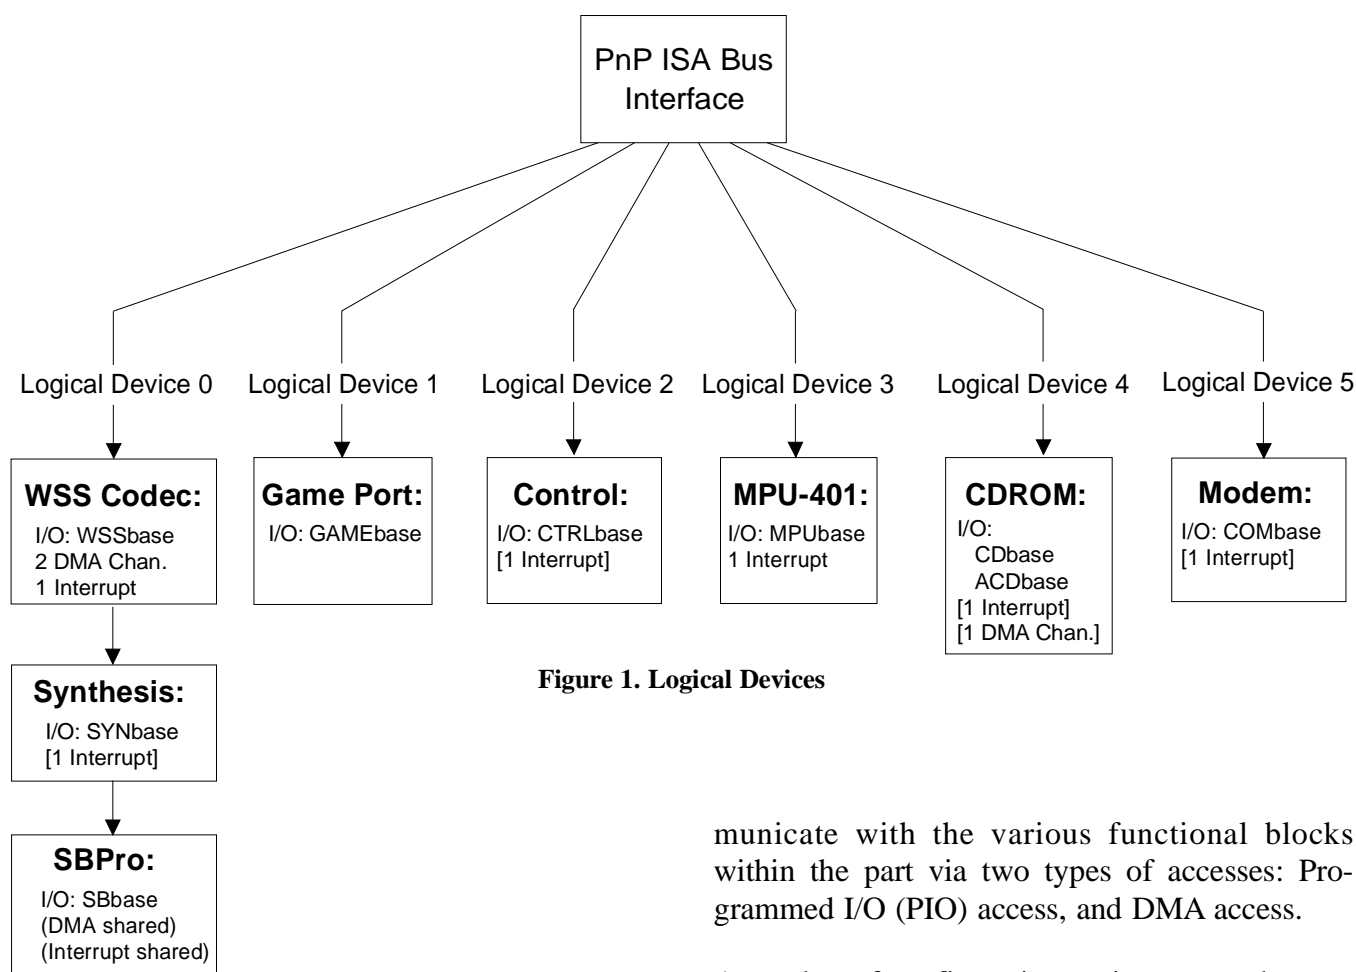 PnP ISA Bus
Interface
Logical Device 0
Logical Device 1
Logical Device 2
Logical Device 3
Logical Device 4
Logical Device 5
WSS Codec:
I/O: WSSbase
2 DMA Chan.
1 Interrupt
Game Port:
I/O: GAMEbase
Control:
I/O: CTRLbase
[1 Interrupt]
MPU-401:
I/O: MPUbase
1 Interrupt
CDROM:
I/O:
CDbase
ACDbase
[1 Interrupt]
[1 DMA Chan.]
Modem:
I/O: COMbase
[1 Interrupt]
Synthesis:
I/O: SYNbase
[1 Interrupt]
SBPro:
I/O: SBbase
(DMA shared)
(Interrupt shared)
Figure 1. Logical Devices
municate with the various functional blocks
within the part via two types of accesses: Pro-
grammed I/O (PIO) access, and DMA access.